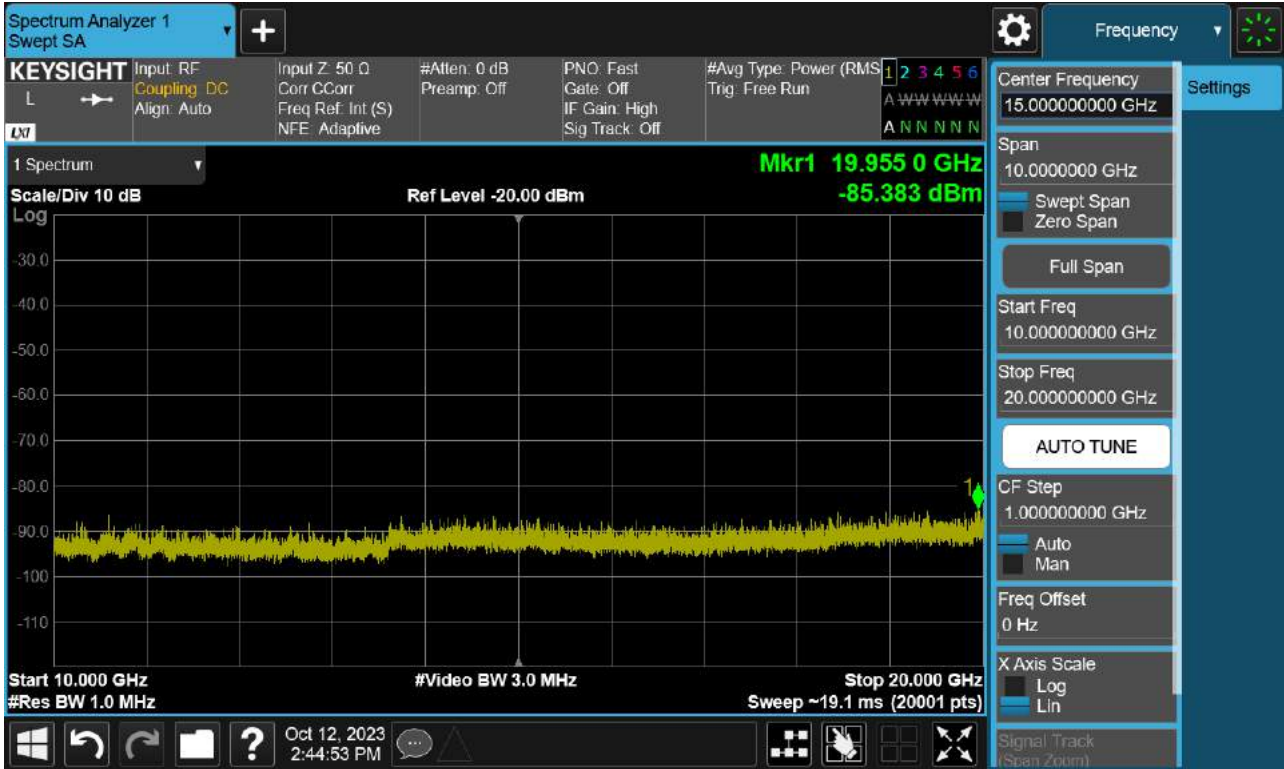 Spectrum Analyzer 1
Swept SA
+
Frequency
KEYSIGHT
L
LXI
Input: RF
Coupling: DC
Align: Auto
Input Z: 50 Ω
Corr CCorr
Freq Ref: Int (S)
NFE: Adaptive
#Atten: 0 dB
Preamp: Off
PNO: Fast
Gate: Off
IF Gain: High
Sig Track: Off
#Avg Type: Power (RMS
Trig: Free Run
1 2 3 4 5 6
A W W W W W
A N N N N N
1 Spectrum
Scale/Div 10 dB
Log
Ref Level -20.00 dBm
Mkr1 19.955 0 GHz
-85.383 dBm
-30.0
-40.0
-50.0
-60.0
-70.0
-80.0
-90.0
-100
-110
1
Start 10.000 GHz
#Res BW 1.0 MHz
#Video BW 3.0 MHz
Stop 20.000 GHz
Sweep ~19.1 ms (20001 pts)
Center Frequency
15.000000000 GHz
Span
10.0000000 GHz
Swept Span
Zero Span
Full Span
Start Freq
10.000000000 GHz
Stop Freq
20.000000000 GHz
AUTO TUNE
CF Step
1.000000000 GHz
Auto
Man
Freq Offset
0 Hz
X Axis Scale
Log
Lin
Signal Track
(Span Zoom)
Settings
?
Oct 12, 2023
2:44:53 PM